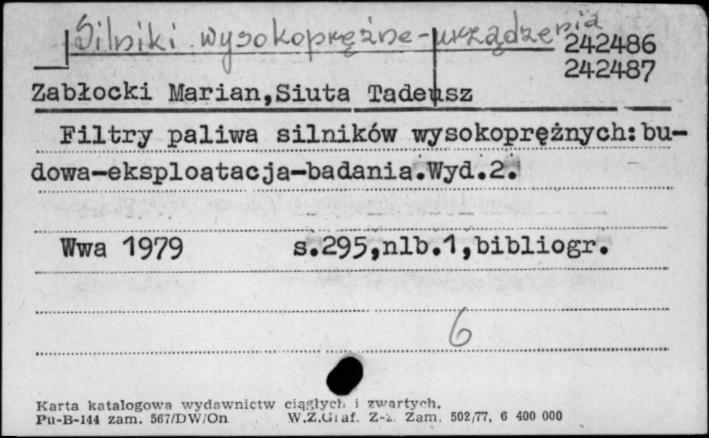 Silniki wysokoprężne-urządzenia
242486
242487
Zabłocki Marian,Siuta Tadeusz
Filtry paliwa silników wysokoprężnych:bu-
dowa-eksploatacja-badania.Wyd.2.
Wwa 1979 s.295,nlb.1,bibliogr.
6
Karta katalogowa wydawnictw ciągłych i zwartych.
Pu-B-144 zam. 567/DW/On W.Z.Graf. Z-2. Zam. 502/77. 6 400 000